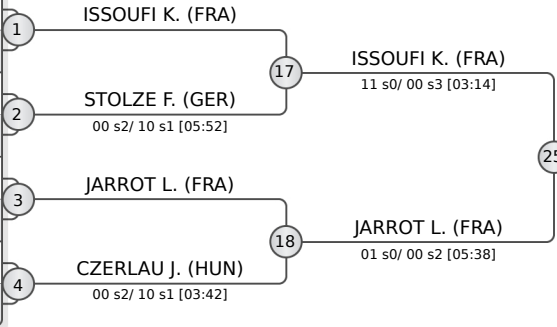 ISSOUFI K. (FRA)
1
17
ISSOUFI K. (FRA)
11 s0/ 00 s3 [03:14]
STOLZE F. (GER)
2
00 s2/ 10 s1 [05:52]
25
JARROT L. (FRA)
3
18
JARROT L. (FRA)
01 s0/ 00 s2 [05:38]
CZERLAU J. (HUN)
4
00 s2/ 10 s1 [03:42]